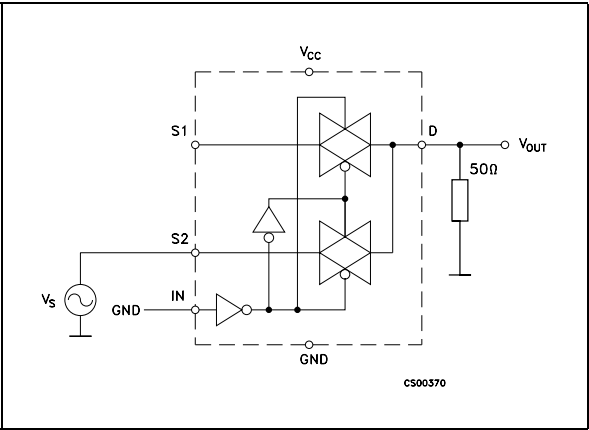 VCC
S1
D
VOUT
50Ω
S2
VS
IN
GND
GND
CS00370